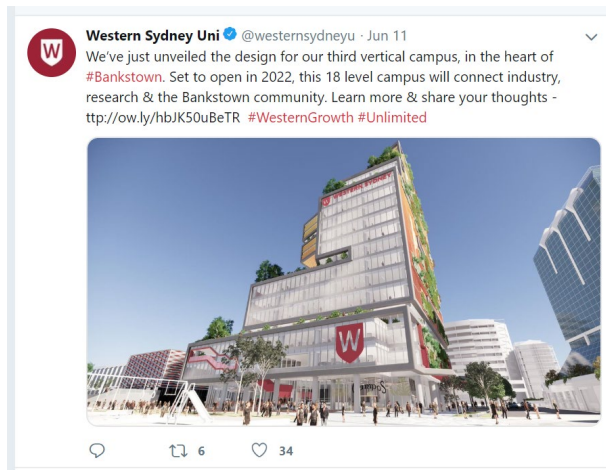 Western Sydney Uni @westernsydneyu · Jun 11
We've just unveiled the design for our third vertical campus, in the heart of
#Bankstown. Set to open in 2022, this 18 level campus will connect industry,
research & the Bankstown community. Learn more & share your thoughts -
ttp://ow.ly/hbJK50uBeTR #WesternGrowth #Unlimited
W WESTERN SYDNEY
W
6 34